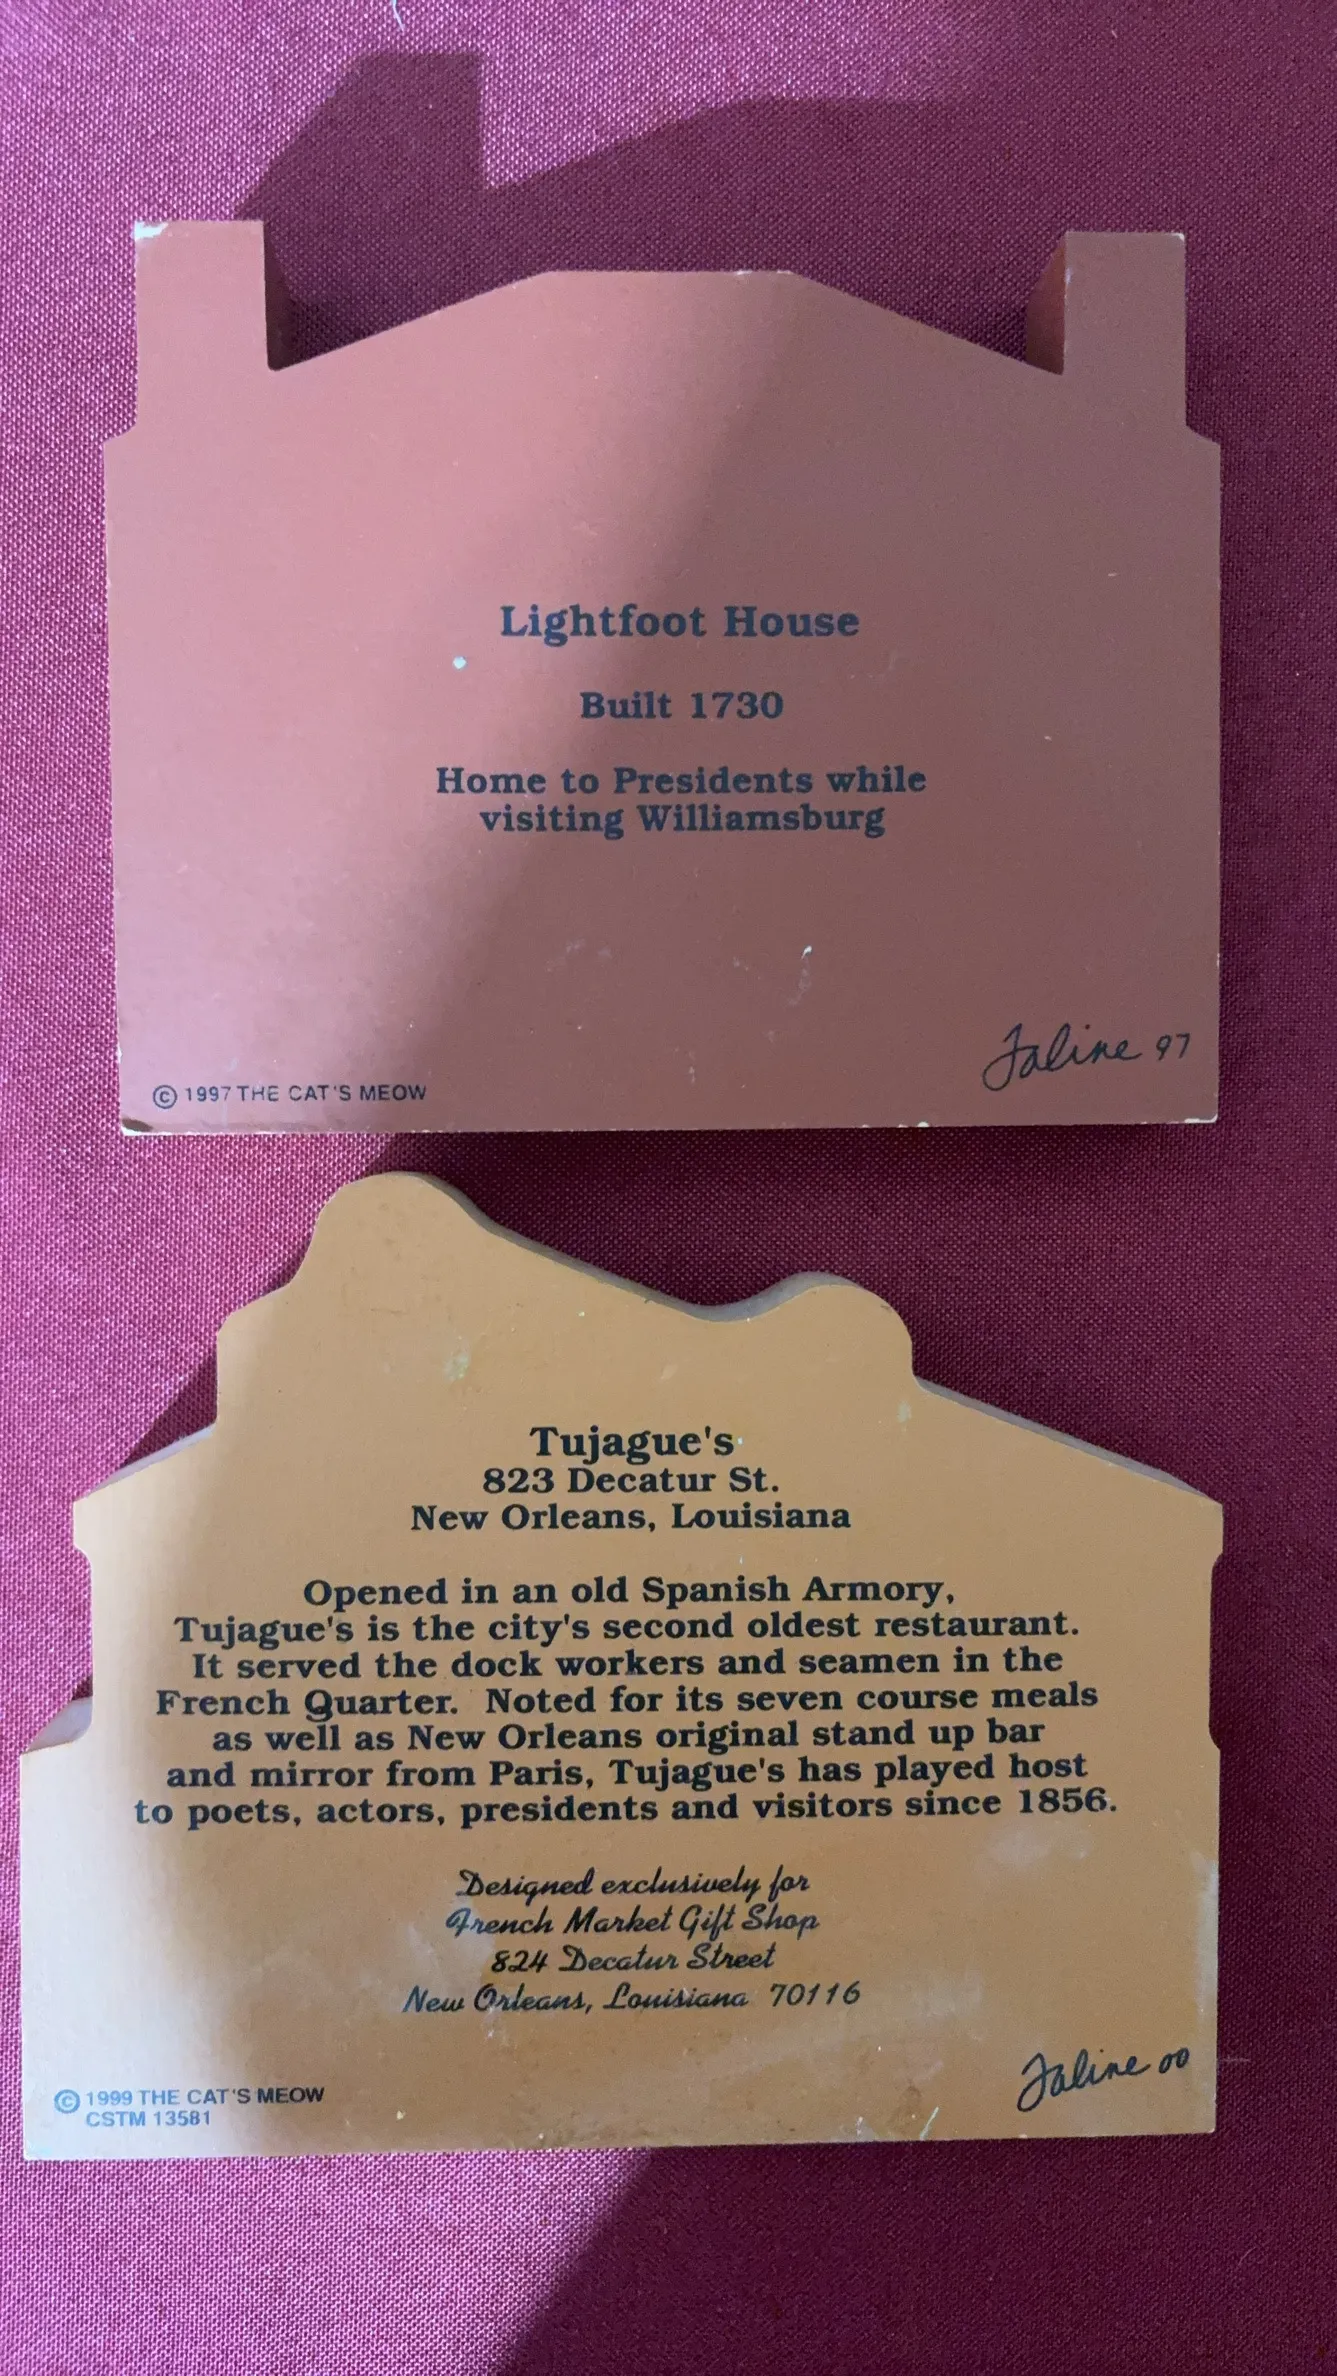 Lightfoot House
Built 1730
Home to Presidents while
visiting Williamsburg
Faline 97
© 1997 THE CAT'S MEOW
Tujague's
823 Decatur St.
New Orleans, Louisiana
Opened in an old Spanish Armory,
Tujague's is the city's second oldest restaurant.
It served the dock workers and seamen in the
French Quarter. Noted for its seven course meals
as well as New Orleans original stand up bar
and mirror from Paris, Tujague's has played host
to poets, actors, presidents and visitors since 1856.
Designed exclusively for
French Market Gift Shop
824 Decatur Street
New Orleans, Louisiana 70116
Faline 00
© 1999 THE CAT'S MEOW
CSTM 13581